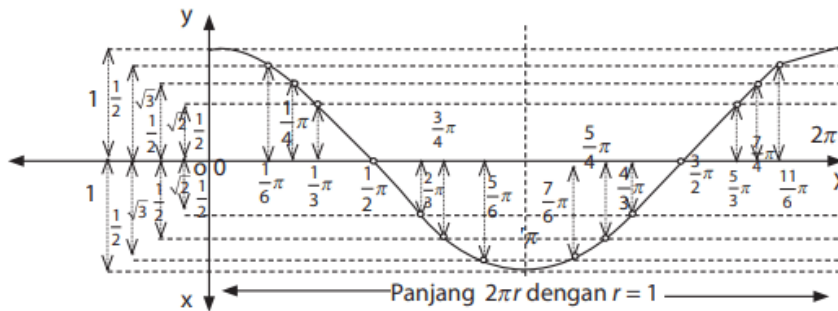 y
1 1/2 √3 1/2 √2 1/2
1/4 π 3/4 π 5/4 π 7/4 π 2π
o 0 x
1/6 π 1/3 π 1/2 π 2/3 π 5/6 π 7/6 π 4/3 π 3/2 π 5/3 π 11/6 π
1 1/2 √3 1/2 √2 1/2
π
x
Panjang 2πr dengan r = 1